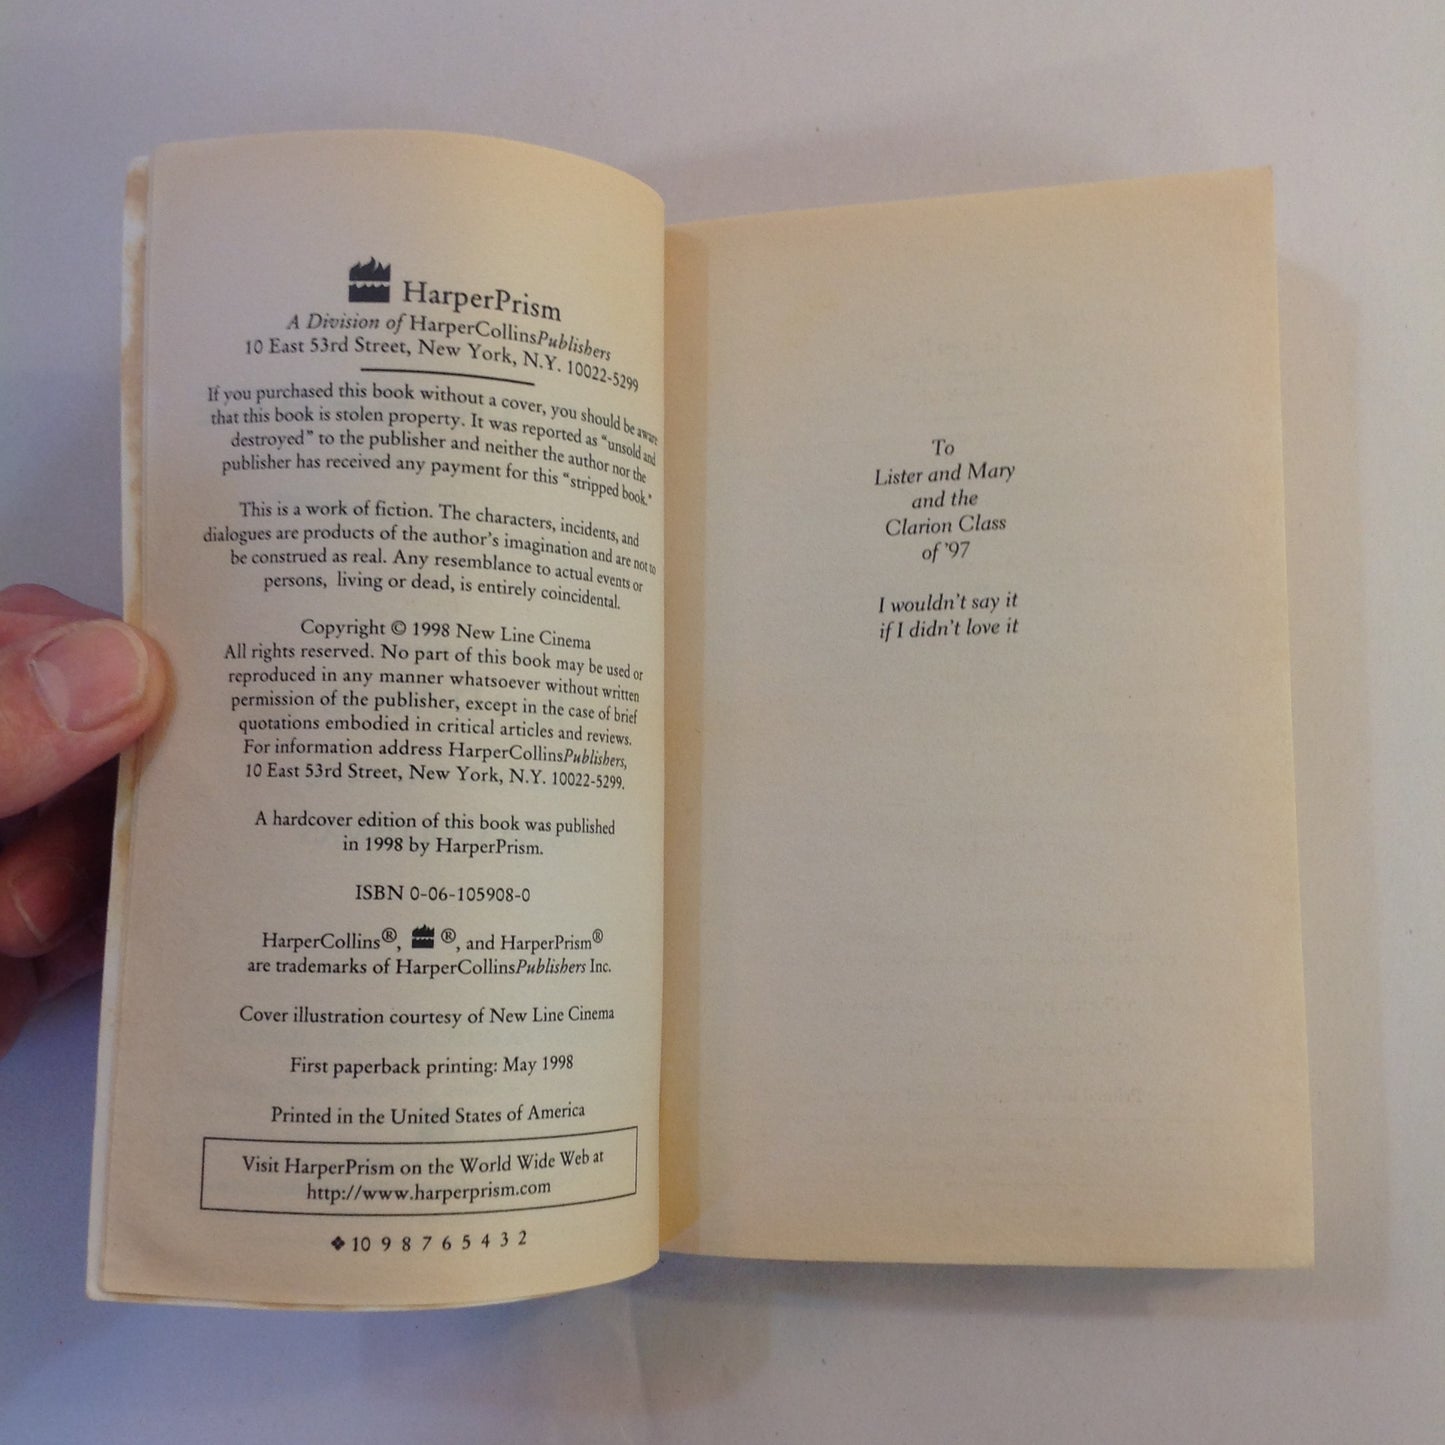 HarperPrism
A Division of HarperCollinsPublishers
10 East 53rd Street, New York, N.Y. 10022-5299
If you purchased this book without a cover, you should be aware
that this book is stolen property. It was reported as "unsold and
destroyed" to the publisher and neither the author nor the
publisher has received any payment for this "stripped book."
This is a work of fiction. The characters, incidents, and
dialogues are products of the author's imagination and are not to
be construed as real. Any resemblance to actual events or
persons, living or dead, is entirely coincidental.
Copyright © 1998 New Line Cinema
All rights reserved. No part of this book may be used or
reproduced in any manner whatsoever without written
permission of the publisher, except in the case of brief
quotations embodied in critical articles and reviews.
For information address HarperCollinsPublishers,
10 East 53rd Street, New York, N.Y. 10022-5299.
A hardcover edition of this book was published
in 1998 by HarperPrism.
ISBN 0-06-105908-0
HarperCollins®, ®, and HarperPrism®
are trademarks of HarperCollinsPublishers Inc.
Cover illustration courtesy of New Line Cinema
First paperback printing: May 1998
Printed in the United States of America
Visit HarperPrism on the World Wide Web at
http://www.harperprism.com
❖10 9 8 7 6 5 4 3 2
To
Lister and Mary
and the
Clarion Class
of '97
I wouldn't say it
if I didn't love it